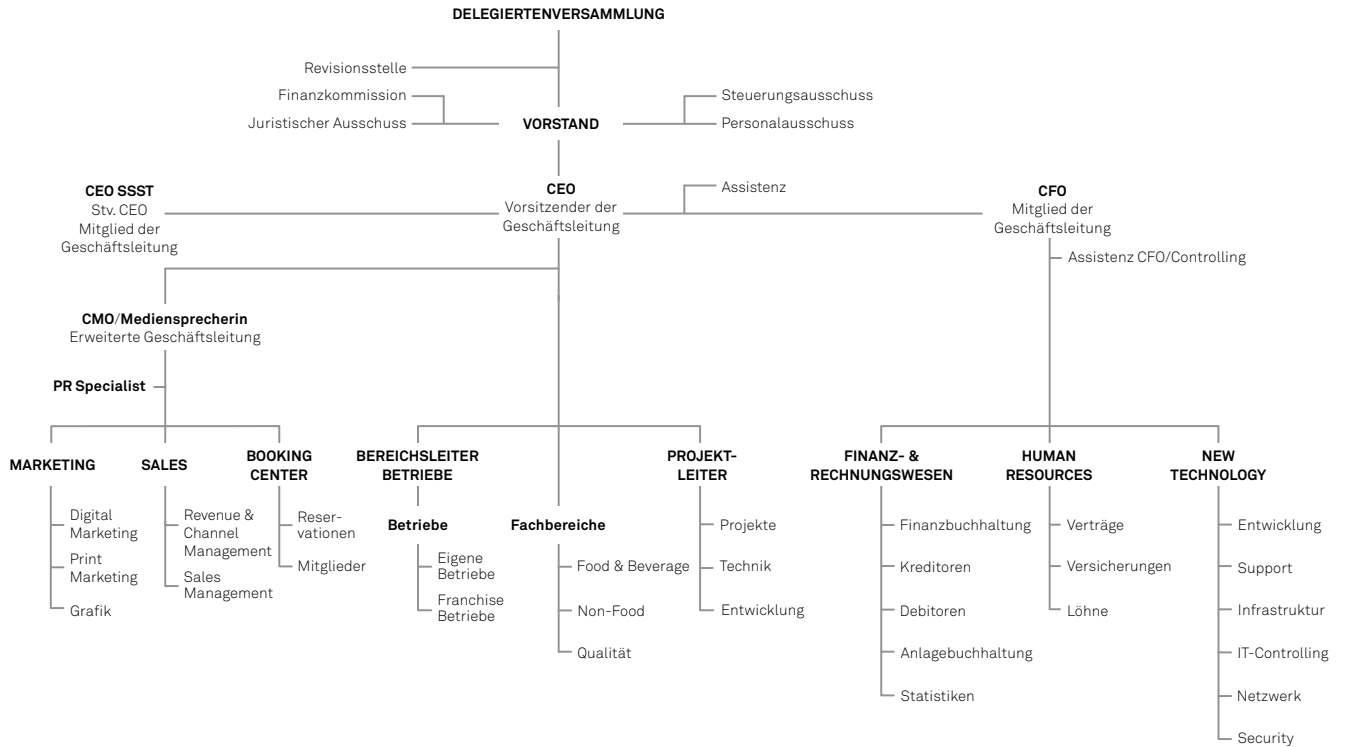 DELEGIERTENVERSAMMLUNG
Revisionsstelle
Finanzkommission
Juristischer Ausschuss
VORSTAND
Steuerungsausschuss
Personalausschuss
CEO SSST
Stv. CEO
Mitglied der
Geschäftsleitung
CEO
Vorsitzender der
Geschäftsleitung
Assistenz
CFO
Mitglied der
Geschäftsleitung
Assistenz CFO/Controlling
CMO/Mediensprecherin
Erweiterte Geschäftsleitung
PR Specialist
MARKETING
Digital
Marketing
Print
Marketing
Grafik
SALES
Revenue &
Channel
Management
Sales
Management
BOOKING
CENTER
Reser-
vationen
Mitglieder
BEREICHSLEITER
BETRIEBE
Betriebe
Eigene
Betriebe
Franchise
Betriebe
Fachbereiche
Food & Beverage
Non-Food
Qualität
PROJEKT-
LEITER
Projekte
Technik
Entwicklung
FINANZ- &
RECHNUNGSWESEN
Finanzbuchhaltung
Kreditoren
Debitoren
Anlagebuchhaltung
Statistiken
HUMAN
RESOURCES
Verträge
Versicherungen
Löhne
NEW
TECHNOLOGY
Entwicklung
Support
Infrastruktur
IT-Controlling
Netzwerk
Security